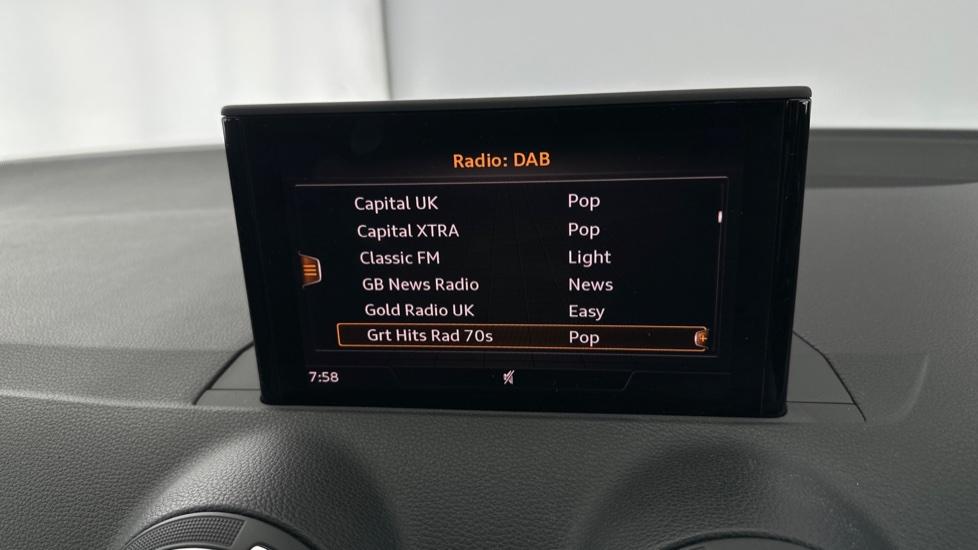 Radio: DAB
Capital UK Pop
Capital XTRA Pop
Classic FM Light
GB News Radio News
Gold Radio UK Easy
Grt Hits Rad 70s Pop
7:58